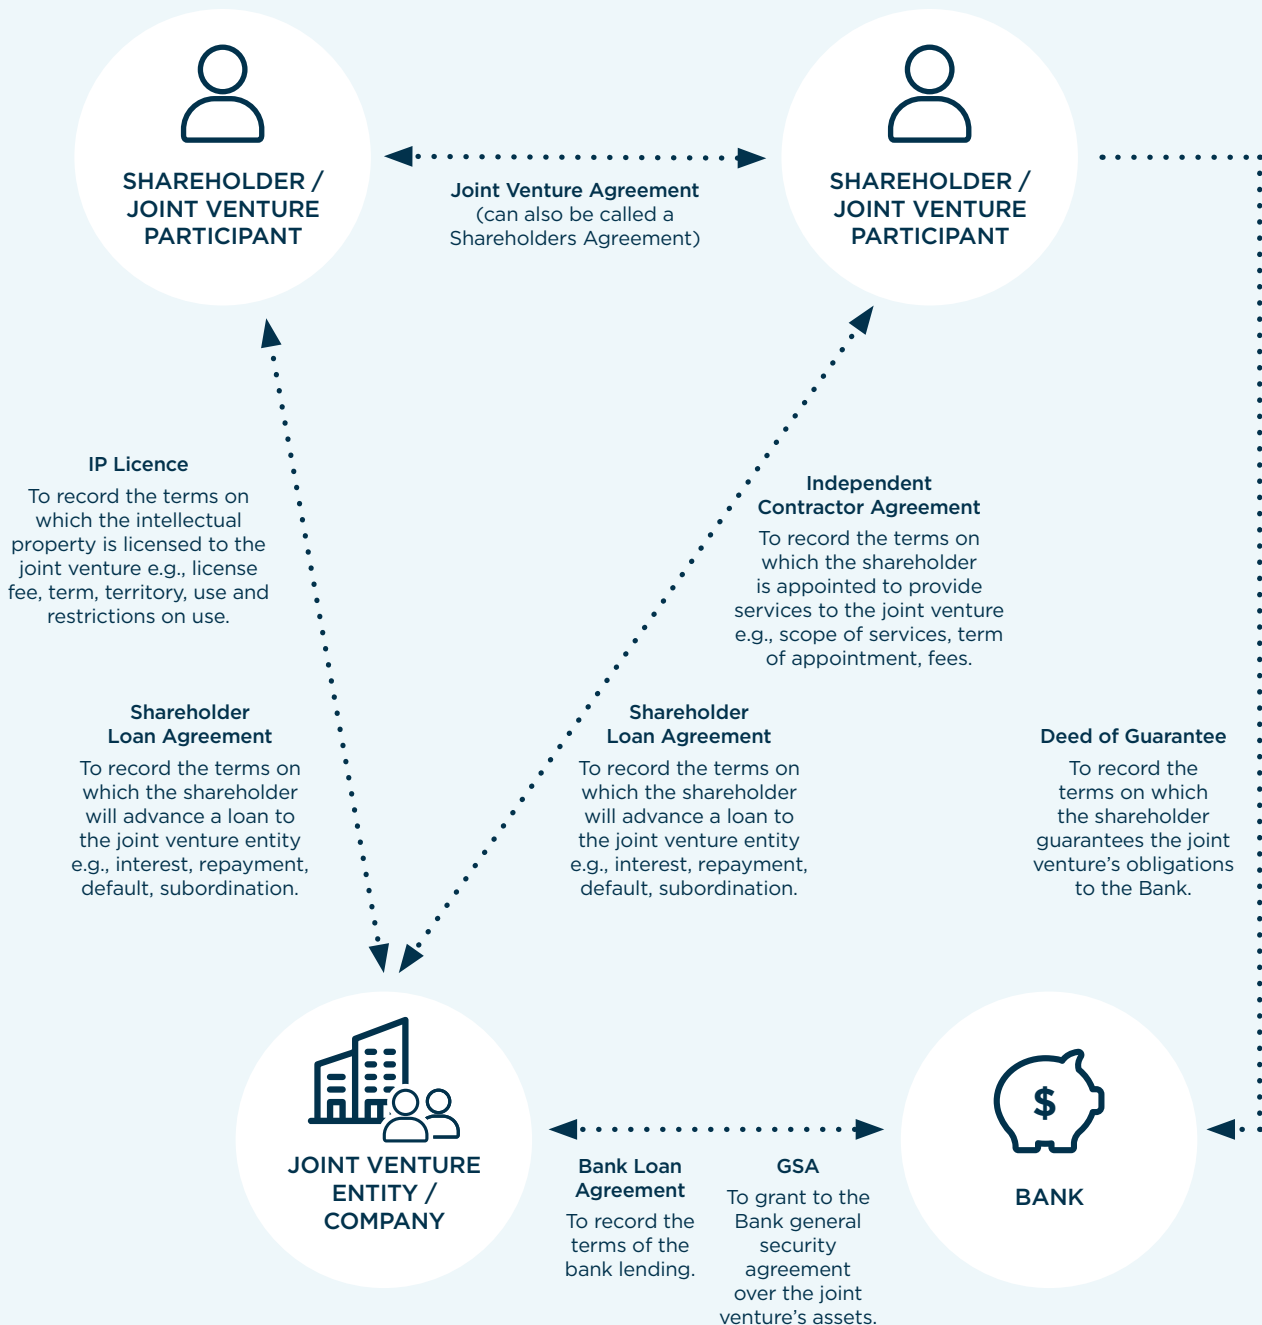 SHAREHOLDER /
JOINT VENTURE
PARTICIPANT
Joint Venture Agreement
(can also be called a
Shareholders Agreement)
SHAREHOLDER /
JOINT VENTURE
PARTICIPANT
IP Licence
To record the terms on
which the intellectual
property is licensed to the
joint venture e.g., license
fee, term, territory, use and
restrictions on use.
Independent
Contractor Agreement
To record the terms on
which the shareholder
is appointed to provide
services to the joint venture
e.g., scope of services, term
of appointment, fees.
Shareholder
Loan Agreement
To record the terms on
which the shareholder
will advance a loan to
the joint venture entity
e.g., interest, repayment,
default, subordination.
Shareholder
Loan Agreement
To record the terms on
which the shareholder
will advance a loan to
the joint venture entity
e.g., interest, repayment,
default, subordination.
Deed of Guarantee
To record the
terms on which
the shareholder
guarantees the joint
venture’s obligations
to the Bank.
JOINT VENTURE
ENTITY /
COMPANY
Bank Loan
Agreement
To record the
terms of the
bank lending.
GSA
To grant to the
Bank general
security
agreement
over the joint
venture’s assets.
$
BANK